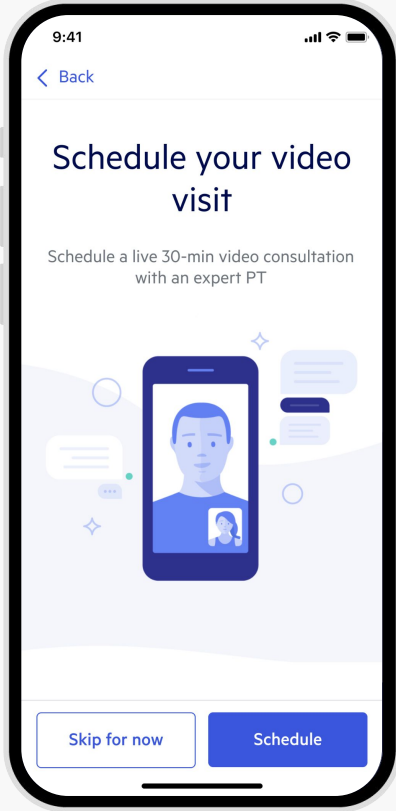 9:41
Back
Schedule your video
visit
Schedule a live 30-min video consultation
with an expert PT
Skip for now
Schedule